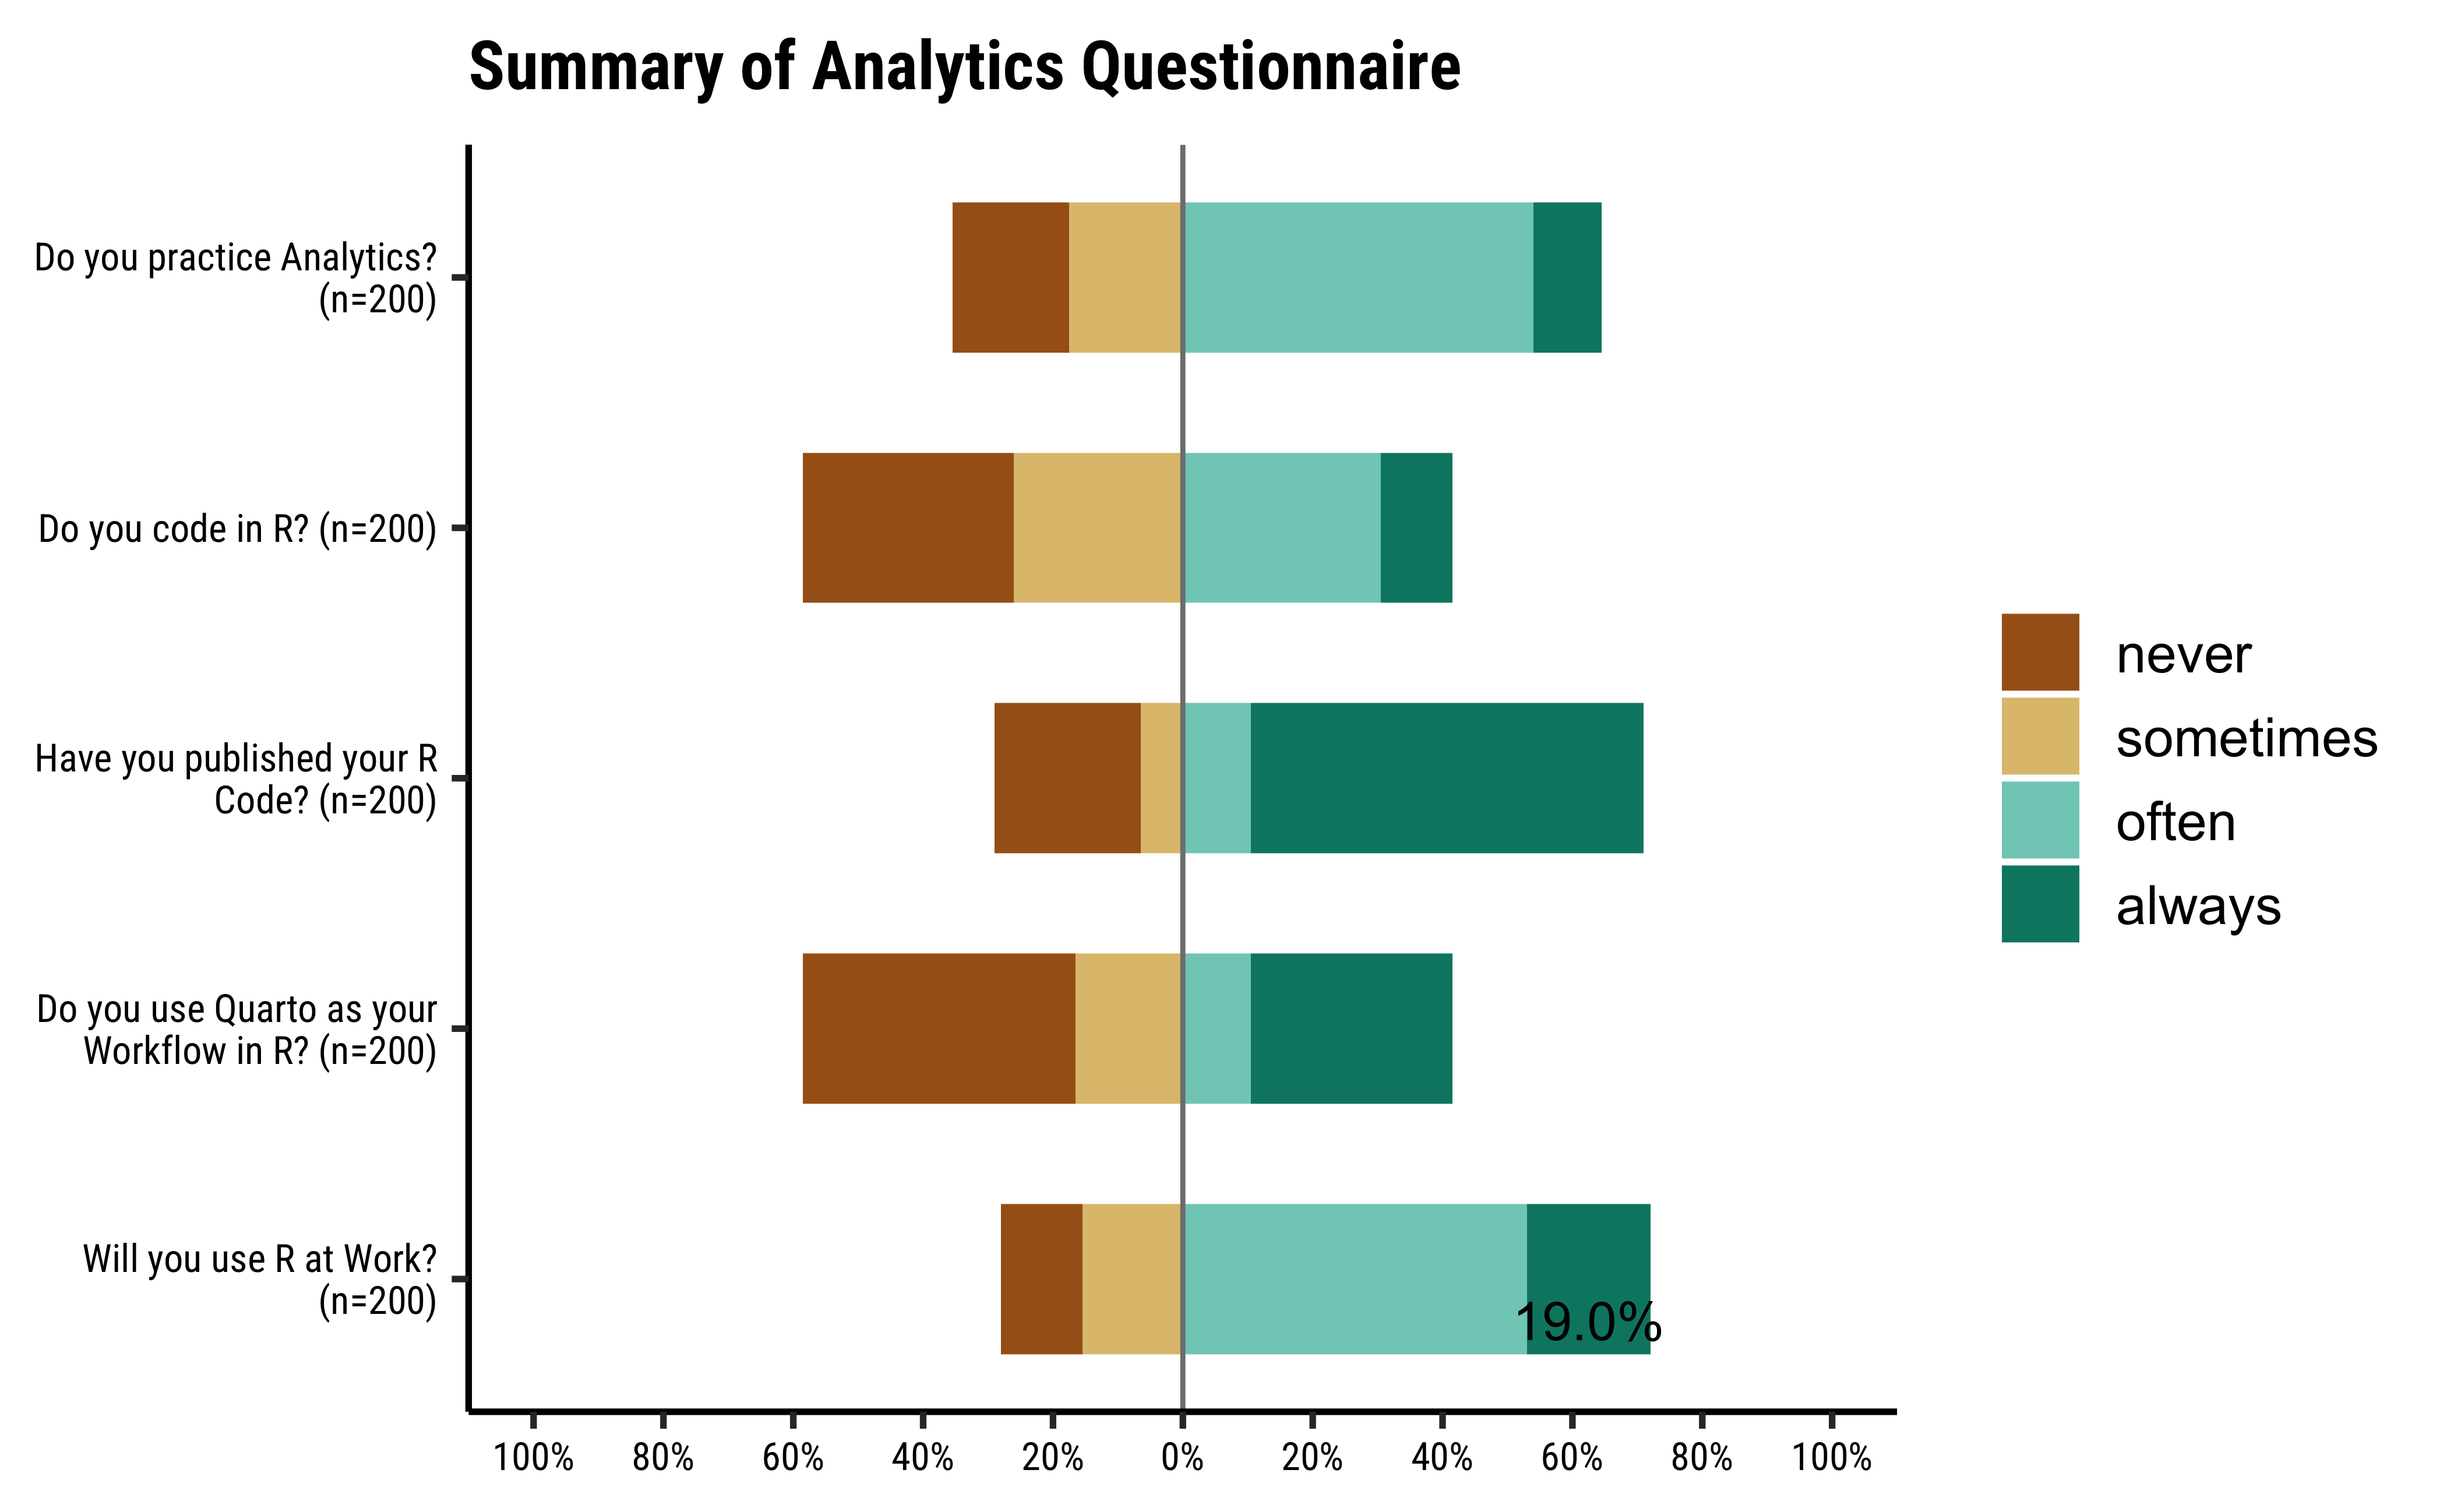 Summary of Analytics Questionnaire
Do you practice Analytics?
(n=200)
Do you code in R? (n=200)
Have you published your R
Code? (n=200)
Do you use Quarto as your
Workflow in R? (n=200)
Will you use R at Work?
(n=200)
19.0%
100% 80% 60% 40% 20% 0% 20% 40% 60% 80% 100%
never
sometimes
often
always